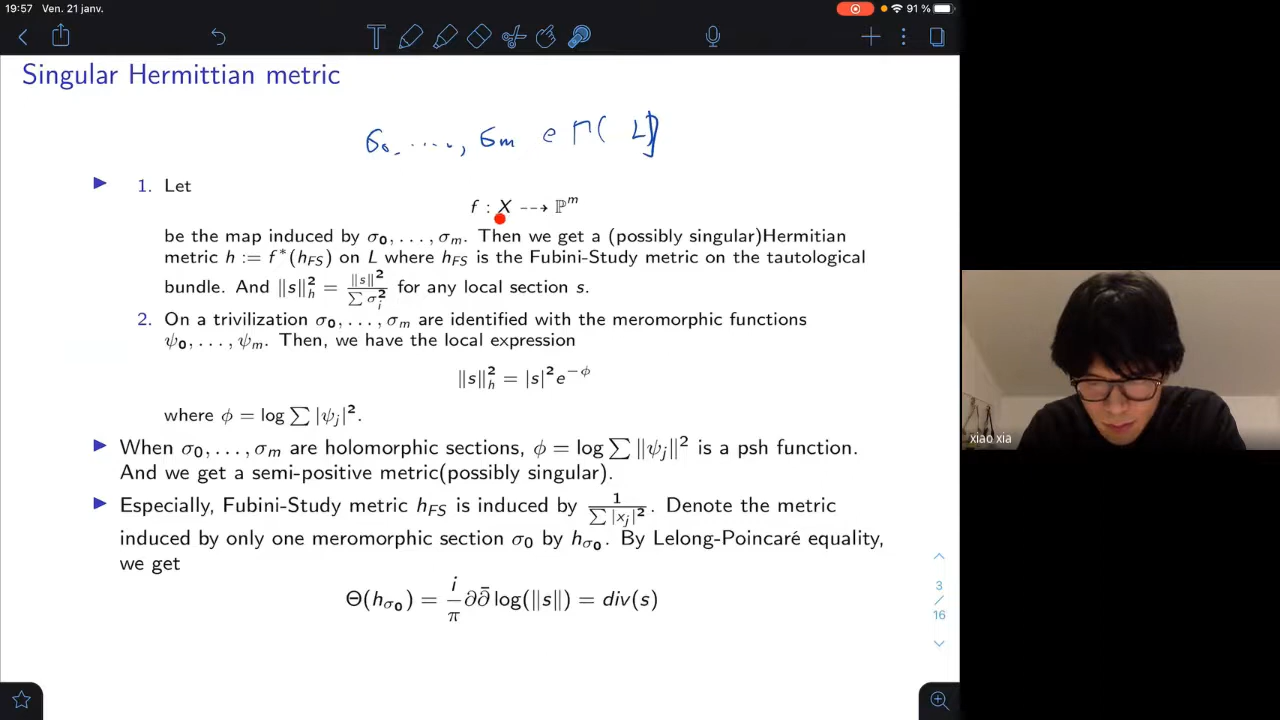 19:57 Ven. 21 janv. 91 %
Singular Hermittian metric
σ₀, ...., σₘ ∈ Γ( L)
1. Let
f : X ⇢ ℙᵐ
be the map induced by σ₀, . . . , σₘ. Then we get a (possibly singular)Hermitian
metric h := f*(h_FS) on L where h_FS is the Fubini-Study metric on the tautological
bundle. And ‖s‖²_h = ‖s‖² / ∑ σ_i² for any local section s.
2. On a trivilization σ₀, . . . , σₘ are identified with the meromorphic functions
ψ₀, . . . , ψₘ. Then, we have the local expression
‖s‖²_h = |s|²e^{−ϕ}
where ϕ = log ∑ |ψ_j|².
When σ₀, . . . , σₘ are holomorphic sections, ϕ = log ∑ ‖ψ_j‖² is a psh function.
And we get a semi-positive metric(possibly singular).
Especially, Fubini-Study metric h_FS is induced by 1 / ∑ |x_j|². Denote the metric
induced by only one meromorphic section σ₀ by h_σ₀. By Lelong-Poincaré equality,
we get
Θ(h_σ₀) = i/π ∂∂̄ log(‖s‖) = div(s)
3
/
16
xiao xia